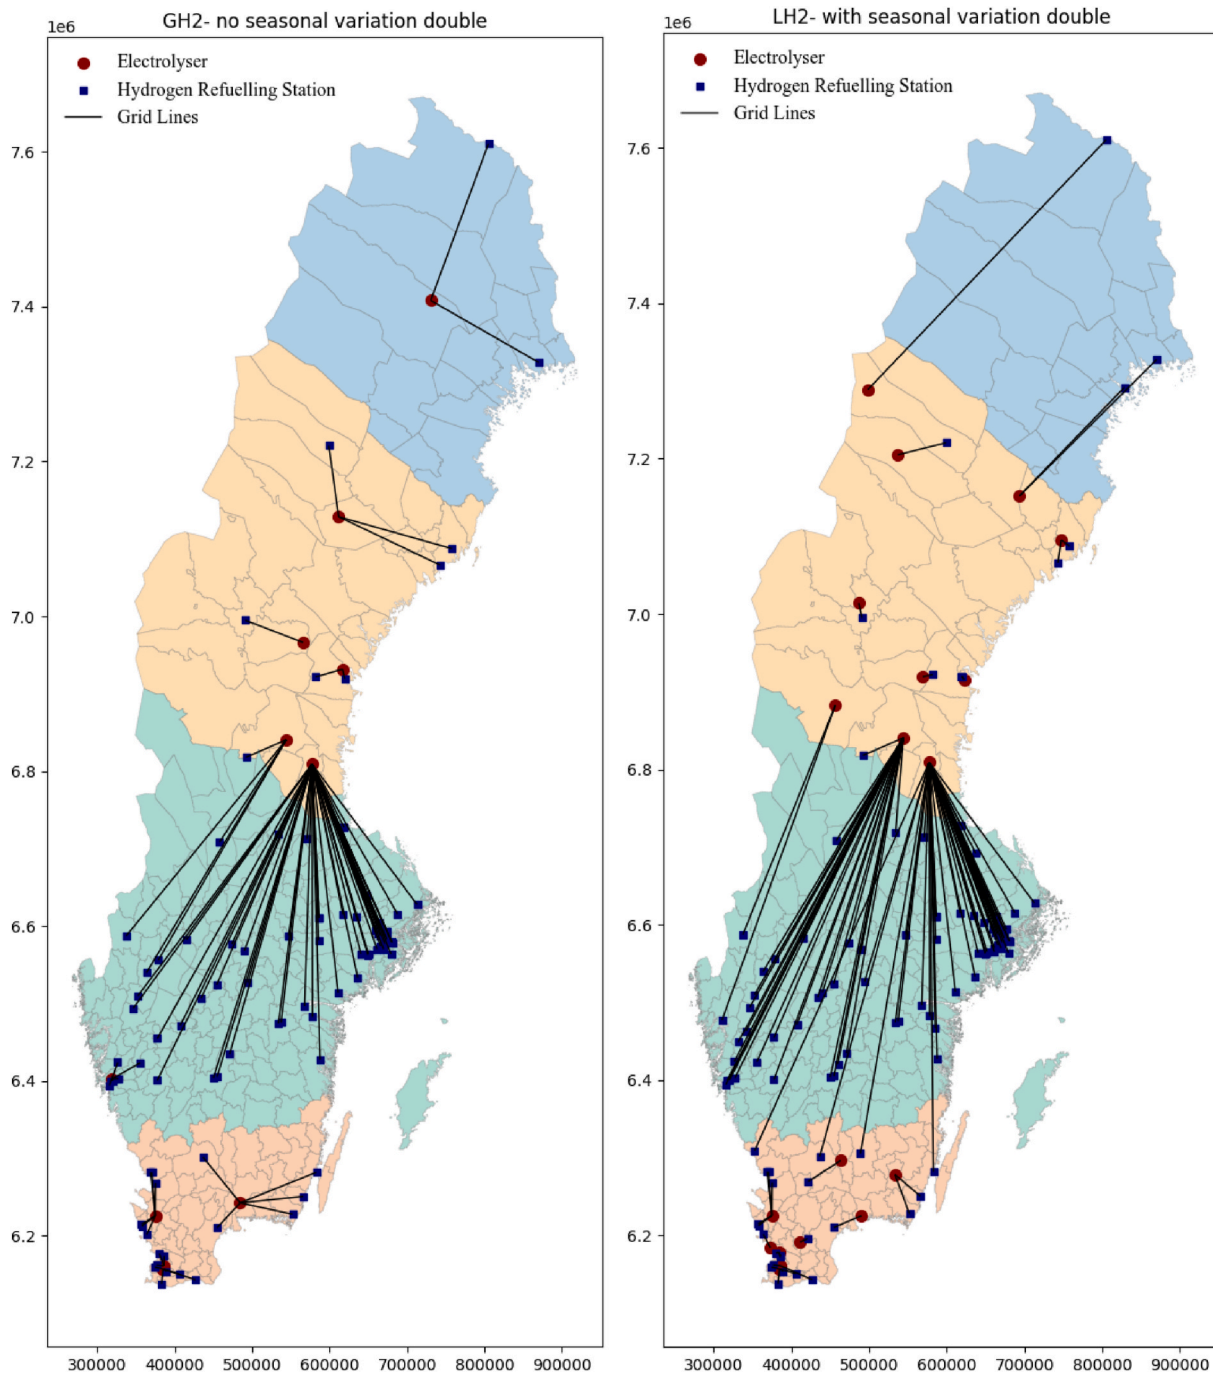 GH2- no seasonal variation double
1e6
Electrolyser
Hydrogen Refuelling Station
Grid Lines
7.6
7.4
7.2
7.0
6.8
6.6
6.4
6.2
300000 400000 500000 600000 700000 800000 900000
LH2- with seasonal variation double
1e6
Electrolyser
Hydrogen Refuelling Station
Grid Lines
7.6
7.4
7.2
7.0
6.8
6.6
6.4
6.2
300000 400000 500000 600000 700000 800000 900000